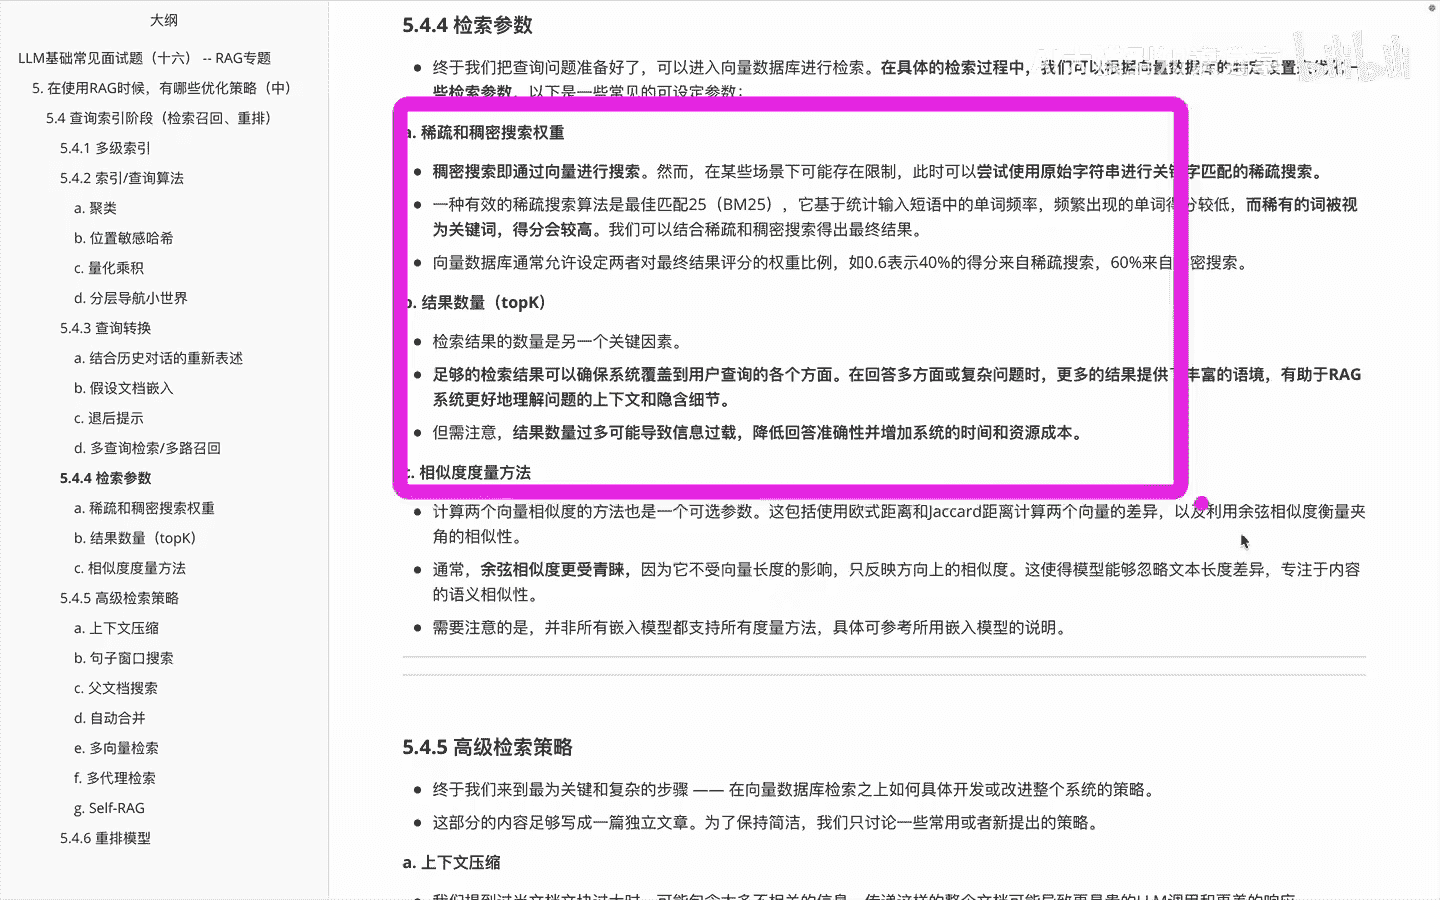 大纲
LLM基础常见面试题（十六） -- RAG专题
5. 在使用RAG时候，有哪些优化策略（中）
5.4 查询索引阶段（检索召回、重排）
5.4.1 多级索引
5.4.2 索引/查询算法
a. 聚类
b. 位置敏感哈希
c. 量化乘积
d. 分层导航小世界
5.4.3 查询转换
a. 结合历史对话的重新表述
b. 假设文档嵌入
c. 退后提示
d. 多查询检索/多路召回
5.4.4 检索参数
a. 稀疏和稠密搜索权重
b. 结果数量（topK）
c. 相似度度量方法
5.4.5 高级检索策略
a. 上下文压缩
b. 句子窗口搜索
c. 父文档搜索
d. 自动合并
e. 多向量检索
f. 多代理检索
g. Self-RAG
5.4.6 重排模型
5.4.4 检索参数
终于我们把查询问题准备好了，可以进入向量数据库进行检索。在具体的检索过程中，我们可以根据向量数据库的特定设置来优化一
些检索参数，以下是一些常见的可设定参数：
a. 稀疏和稠密搜索权重
稠密搜索即通过向量进行搜索。然而，在某些场景下可能存在限制，此时可以尝试使用原始字符串进行关键字匹配的稀疏搜索。
一种有效的稀疏搜索算法是最佳匹配25（BM25），它基于统计输入短语中的单词频率，频繁出现的单词得分较低，而稀有的词被视
为关键词，得分会较高。我们可以结合稀疏和稠密搜索得出最终结果。
向量数据库通常允许设定两者对最终结果评分的权重比例，如0.6表示40%的得分来自稀疏搜索，60%来自稠密搜索。
b. 结果数量（topK）
检索结果的数量是另一个关键因素。
足够的检索结果可以确保系统覆盖到用户查询的各个方面。在回答多方面或复杂问题时，更多的结果提供了丰富的语境，有助于RAG
系统更好地理解问题的上下文和隐含细节。
但需注意，结果数量过多可能导致信息过载，降低回答准确性并增加系统的时间和资源成本。
c. 相似度度量方法
计算两个向量相似度的方法也是一个可选参数。这包括使用欧式距离和Jaccard距离计算两个向量的差异，以及利用余弦相似度衡量夹
角的相似性。
通常，余弦相似度更受青睐，因为它不受向量长度的影响，只反映方向上的相似度。这使得模型能够忽略文本长度差异，专注于内容
的语义相似性。
需要注意的是，并非所有嵌入模型都支持所有度量方法，具体可参考所用嵌入模型的说明。
5.4.5 高级检索策略
终于我们来到最为关键和复杂的步骤 —— 在向量数据库检索之上如何具体开发或改进整个系统的策略。
这部分的内容足够写成一篇独立文章。为了保持简洁，我们只讨论一些常用或者新提出的策略。
a. 上下文压缩